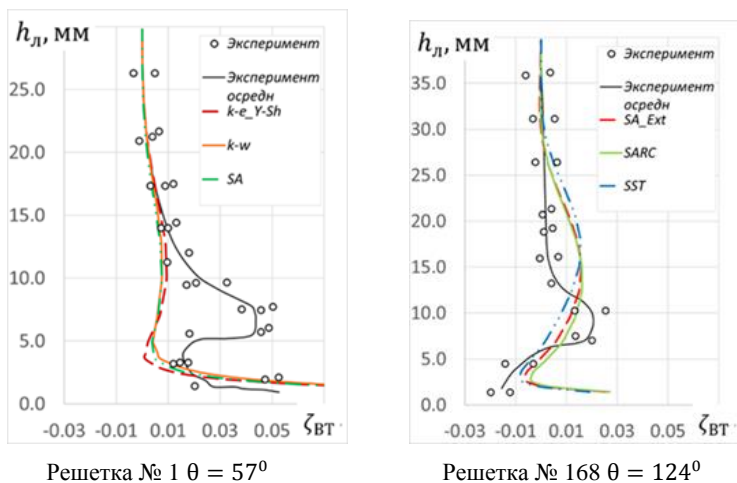 h_л, мм
Эксперимент
Эксперимент
осредн
k-e_Y-Sh
k-w
SA
25.0
20.0
15.0
10.0
5.0
0.0
-0.03 -0.01 0.01 0.03 0.05
ζ_ВТ
h_л, мм
Эксперимент
Эксперимент
осредн
SA_Ext
SARC
SST
35.0
30.0
25.0
20.0
15.0
10.0
5.0
0.0
-0.03 -0.01 0.01 0.03 0.05
ζ_ВТ
Решетка № 1 θ = 57⁰
Решетка № 168 θ = 124⁰